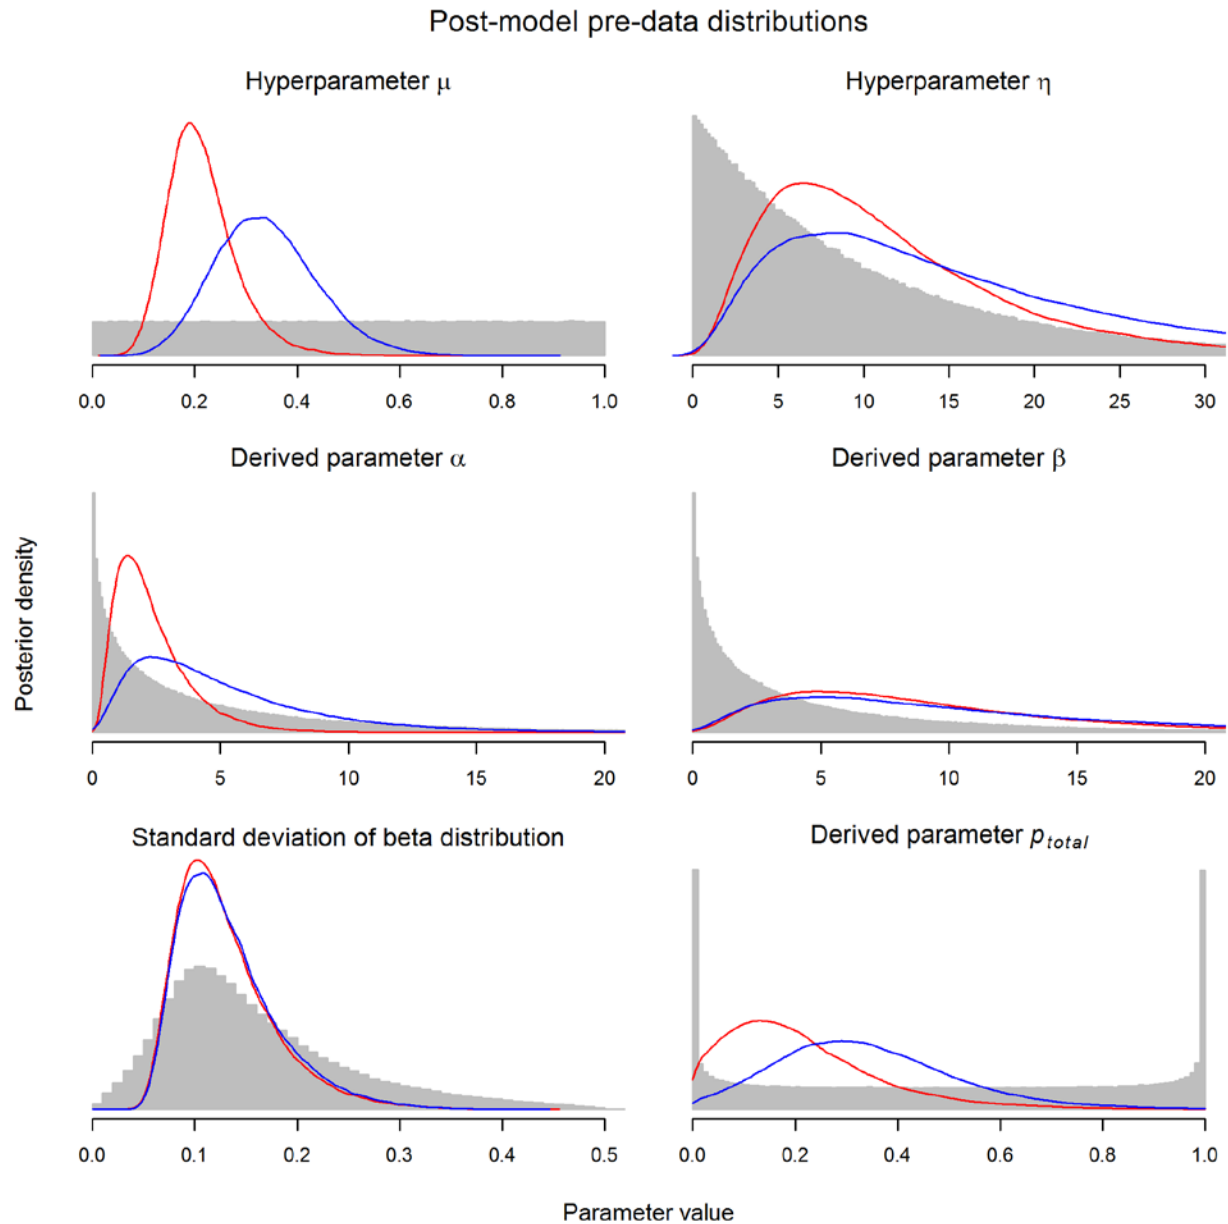 Post-model pre-data distributions
Hyperparameter μ
Hyperparameter η
0.0 0.2 0.4 0.6 0.8 1.0
0 5 10 15 20 25 30
Derived parameter α
Derived parameter β
Posterior density
0 5 10 15 20
0 5 10 15 20
Standard deviation of beta distribution
Derived parameter p_total
0.0 0.1 0.2 0.3 0.4 0.5
0.0 0.2 0.4 0.6 0.8 1.0
Parameter value